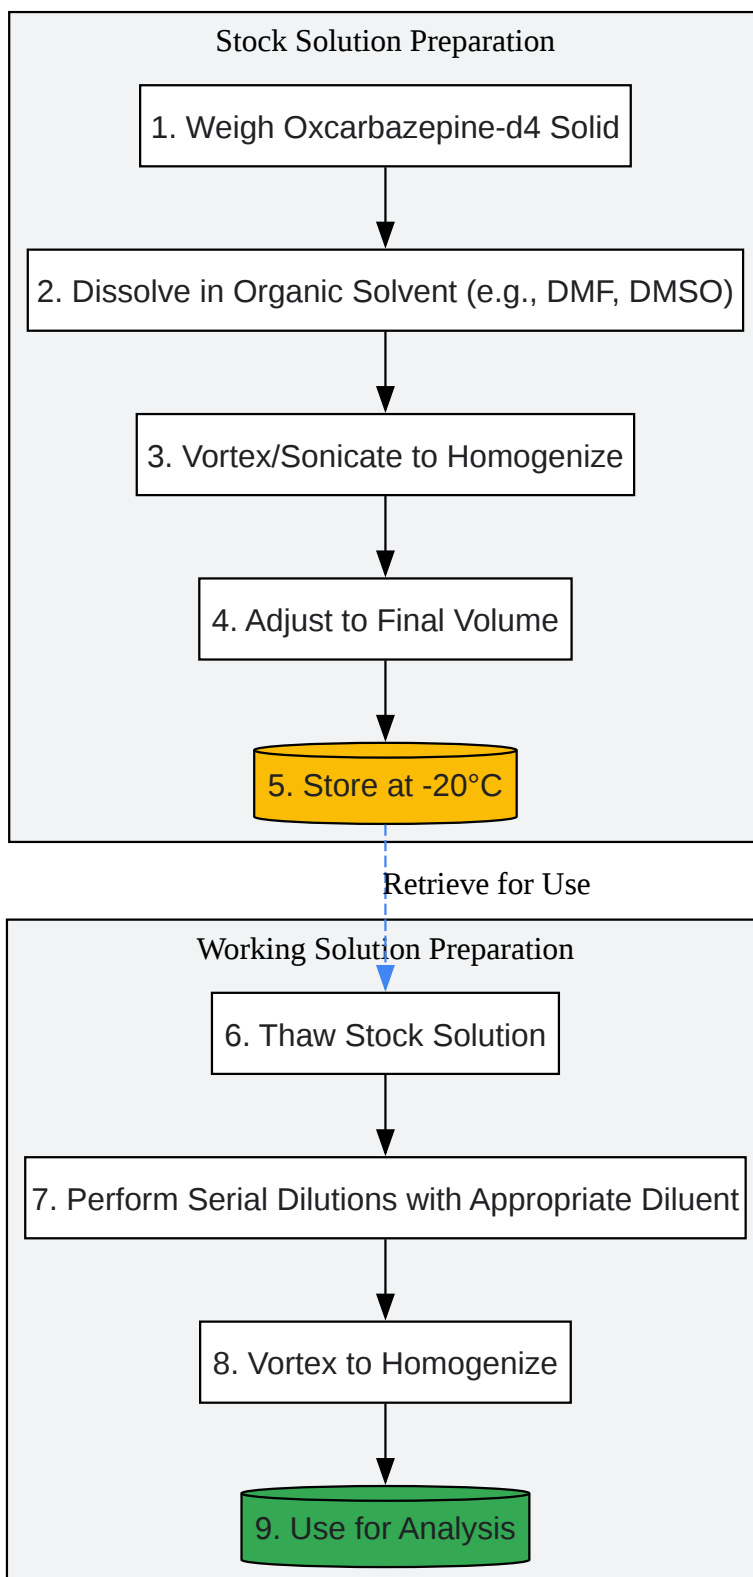 Stock Solution Preparation
1. Weigh Oxcarbazepine-d4 Solid
2. Dissolve in Organic Solvent (e.g., DMF, DMSO)
3. Vortex/Sonicate to Homogenize
4. Adjust to Final Volume
5. Store at -20°C
Retrieve for Use
Working Solution Preparation
6. Thaw Stock Solution
7. Perform Serial Dilutions with Appropriate Diluent
8. Vortex to Homogenize
9. Use for Analysis